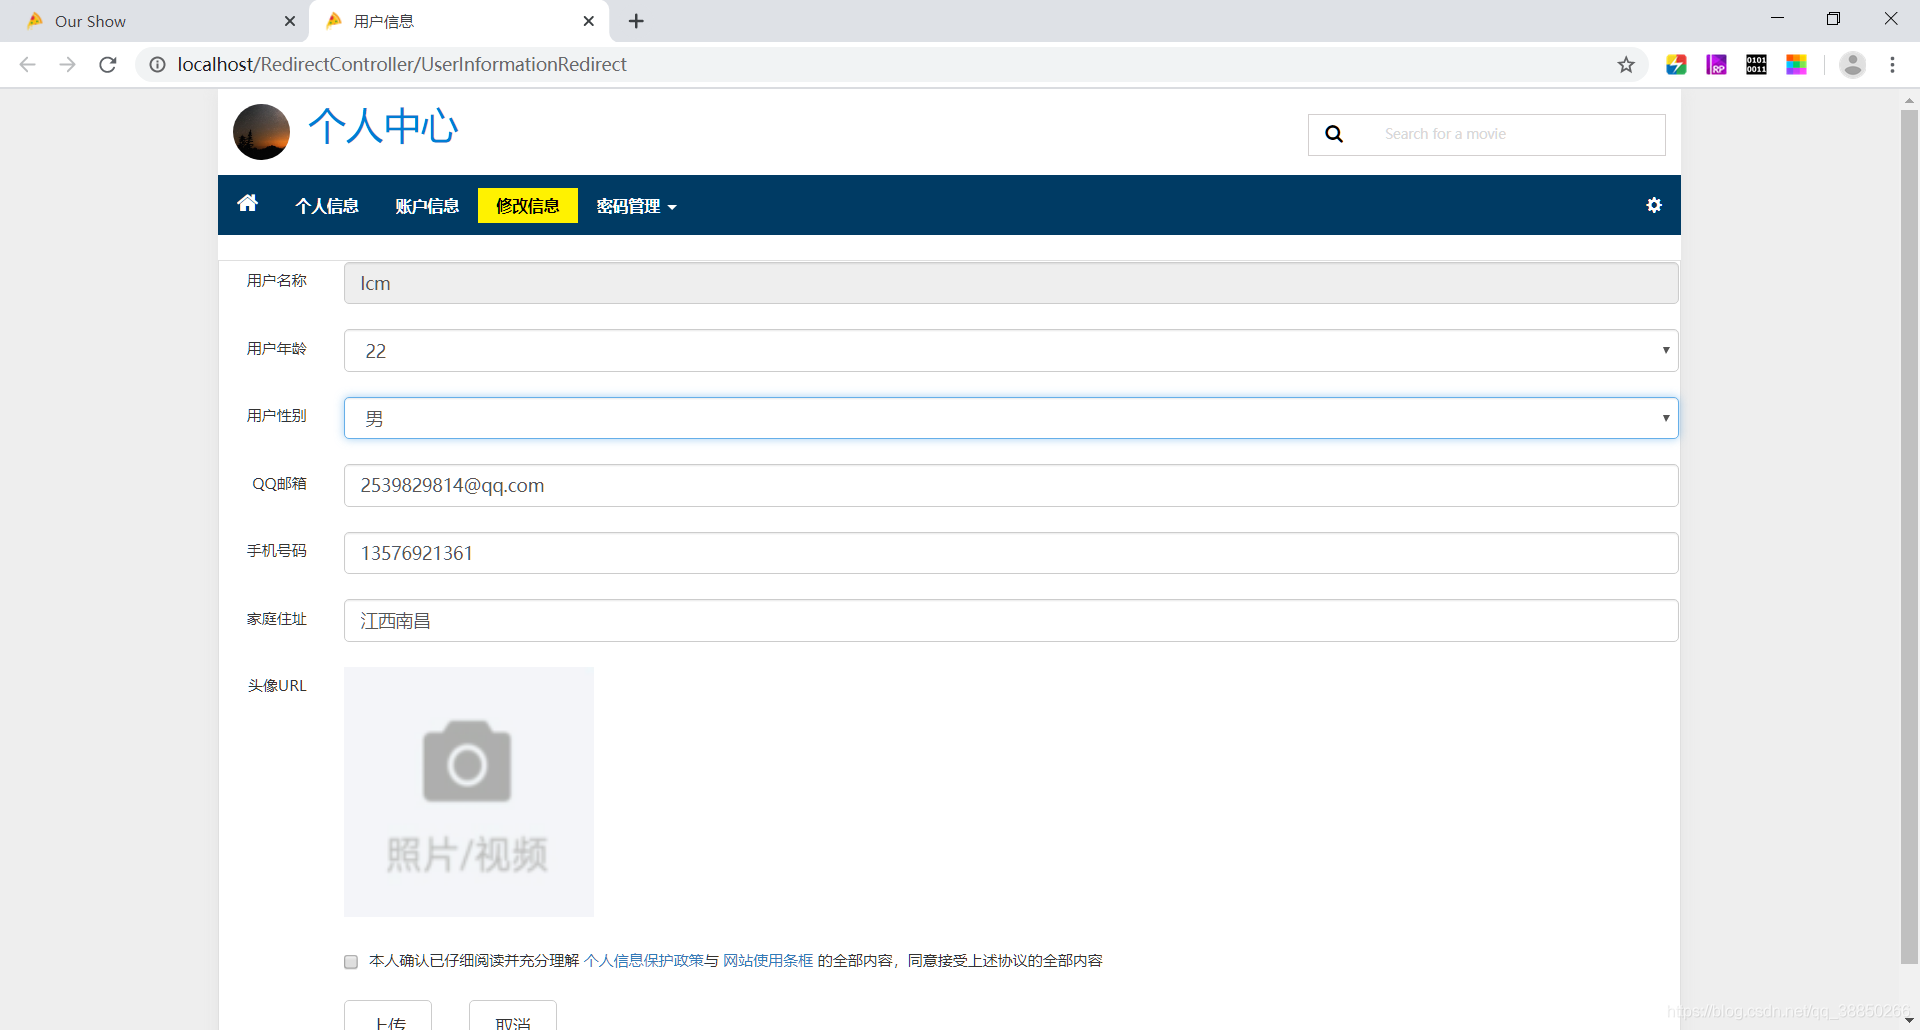 Our Show
用户信息
localhost/RedirectController/UserInformationRedirect
RP
0101
0011
个人中心
Search for a movie
个人信息
账户信息
修改信息
密码管理
用户名称
lcm
用户年龄
22
用户性别
男
QQ邮箱
2539829814@qq.com
手机号码
13576921361
家庭住址
江西南昌
头像URL
照片/视频
本人确认已仔细阅读并充分理解 个人信息保护政策与 网站使用条框 的全部内容，同意接受上述协议的全部内容
上传
取消
https://blog.csdn.net/qq_38850266